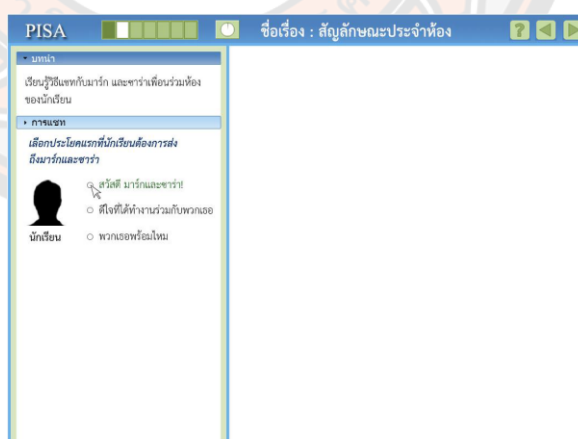 PISA
ชื่อเรื่อง : สัญลักษณะประจำห้อง
?
บทนำ
เรียนรู้วิธีแชทกับมาร์ก และซาร่าเพื่อนร่วมห้อง
ของนักเรียน
การแชท
เลือกประโยคแรกที่นักเรียนต้องการส่ง
ถึงมาร์กและซาร่า
สวัสดี มาร์กและซาร่า!
ดีใจที่ได้ทำงานร่วมกับพวกเธอ
นักเรียน
พวกเธอพร้อมไหม